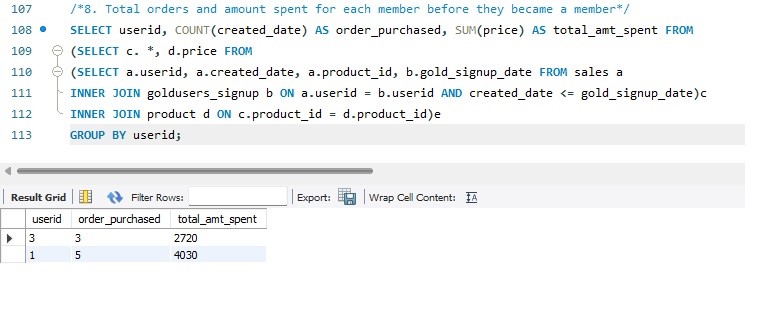 107 /*8. Total orders and amount spent for each member before they became a member*/
108 SELECT userid, COUNT(created_date) AS order_purchased, SUM(price) AS total_amt_spent FROM
109 (SELECT c. *, d.price FROM
110 (SELECT a.userid, a.created_date, a.product_id, b.gold_signup_date FROM sales a
111 INNER JOIN goldusers_signup b ON a.userid = b.userid AND created_date <= gold_signup_date)c
112 INNER JOIN product d ON c.product_id = d.product_id)e
113 GROUP BY userid;
Result Grid Filter Rows: Export: Wrap Cell Content: IA
userid order_purchased total_amt_spent
3 3 2720
1 5 4030